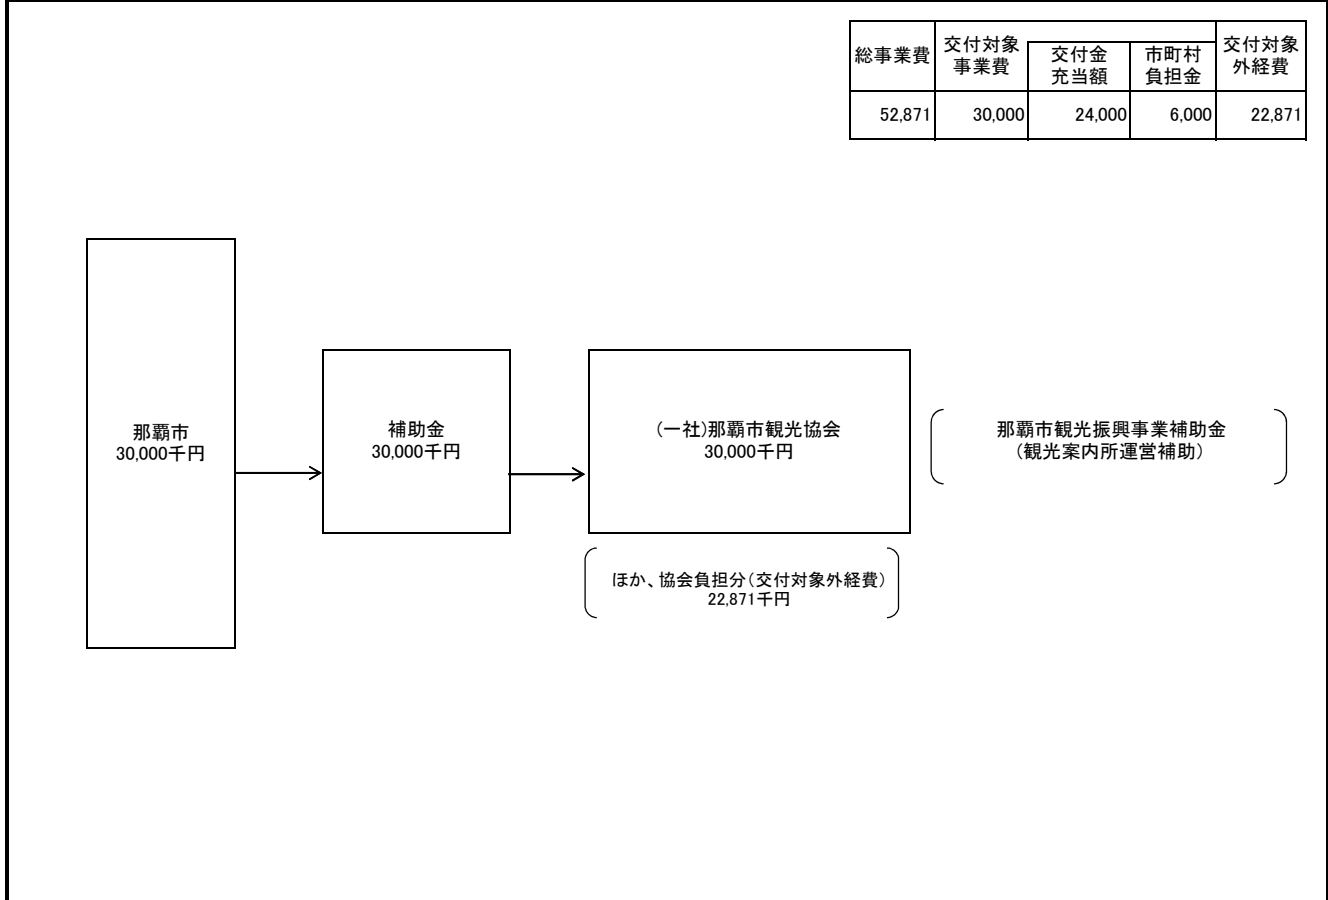 総事業費
交付対象
事業費
交付金
充当額
市町村
負担金
交付対象
外経費
52,871 30,000 24,000 6,000 22,871
那覇市
30,000千円
補助金
30,000千円
(一社)那覇市観光協会
30,000千円
那覇市観光振興事業補助金
(観光案内所運営補助)
ほか、協会負担分(交付対象外経費)
22,871千円